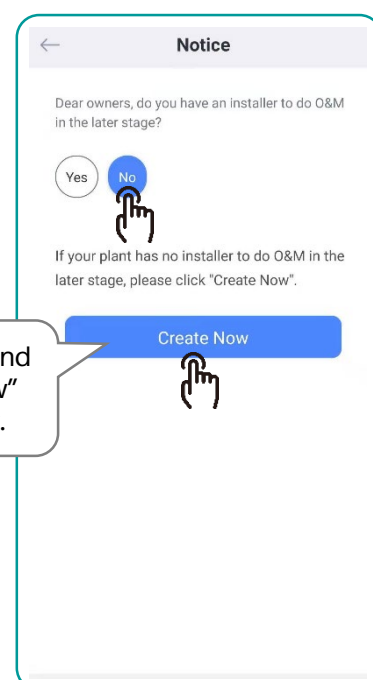 Notice
Dear owners, do you have an installer to do O&M
in the later stage?
Yes
No
If your plant has no installer to do O&M in the
later stage, please click "Create Now".
Create Now